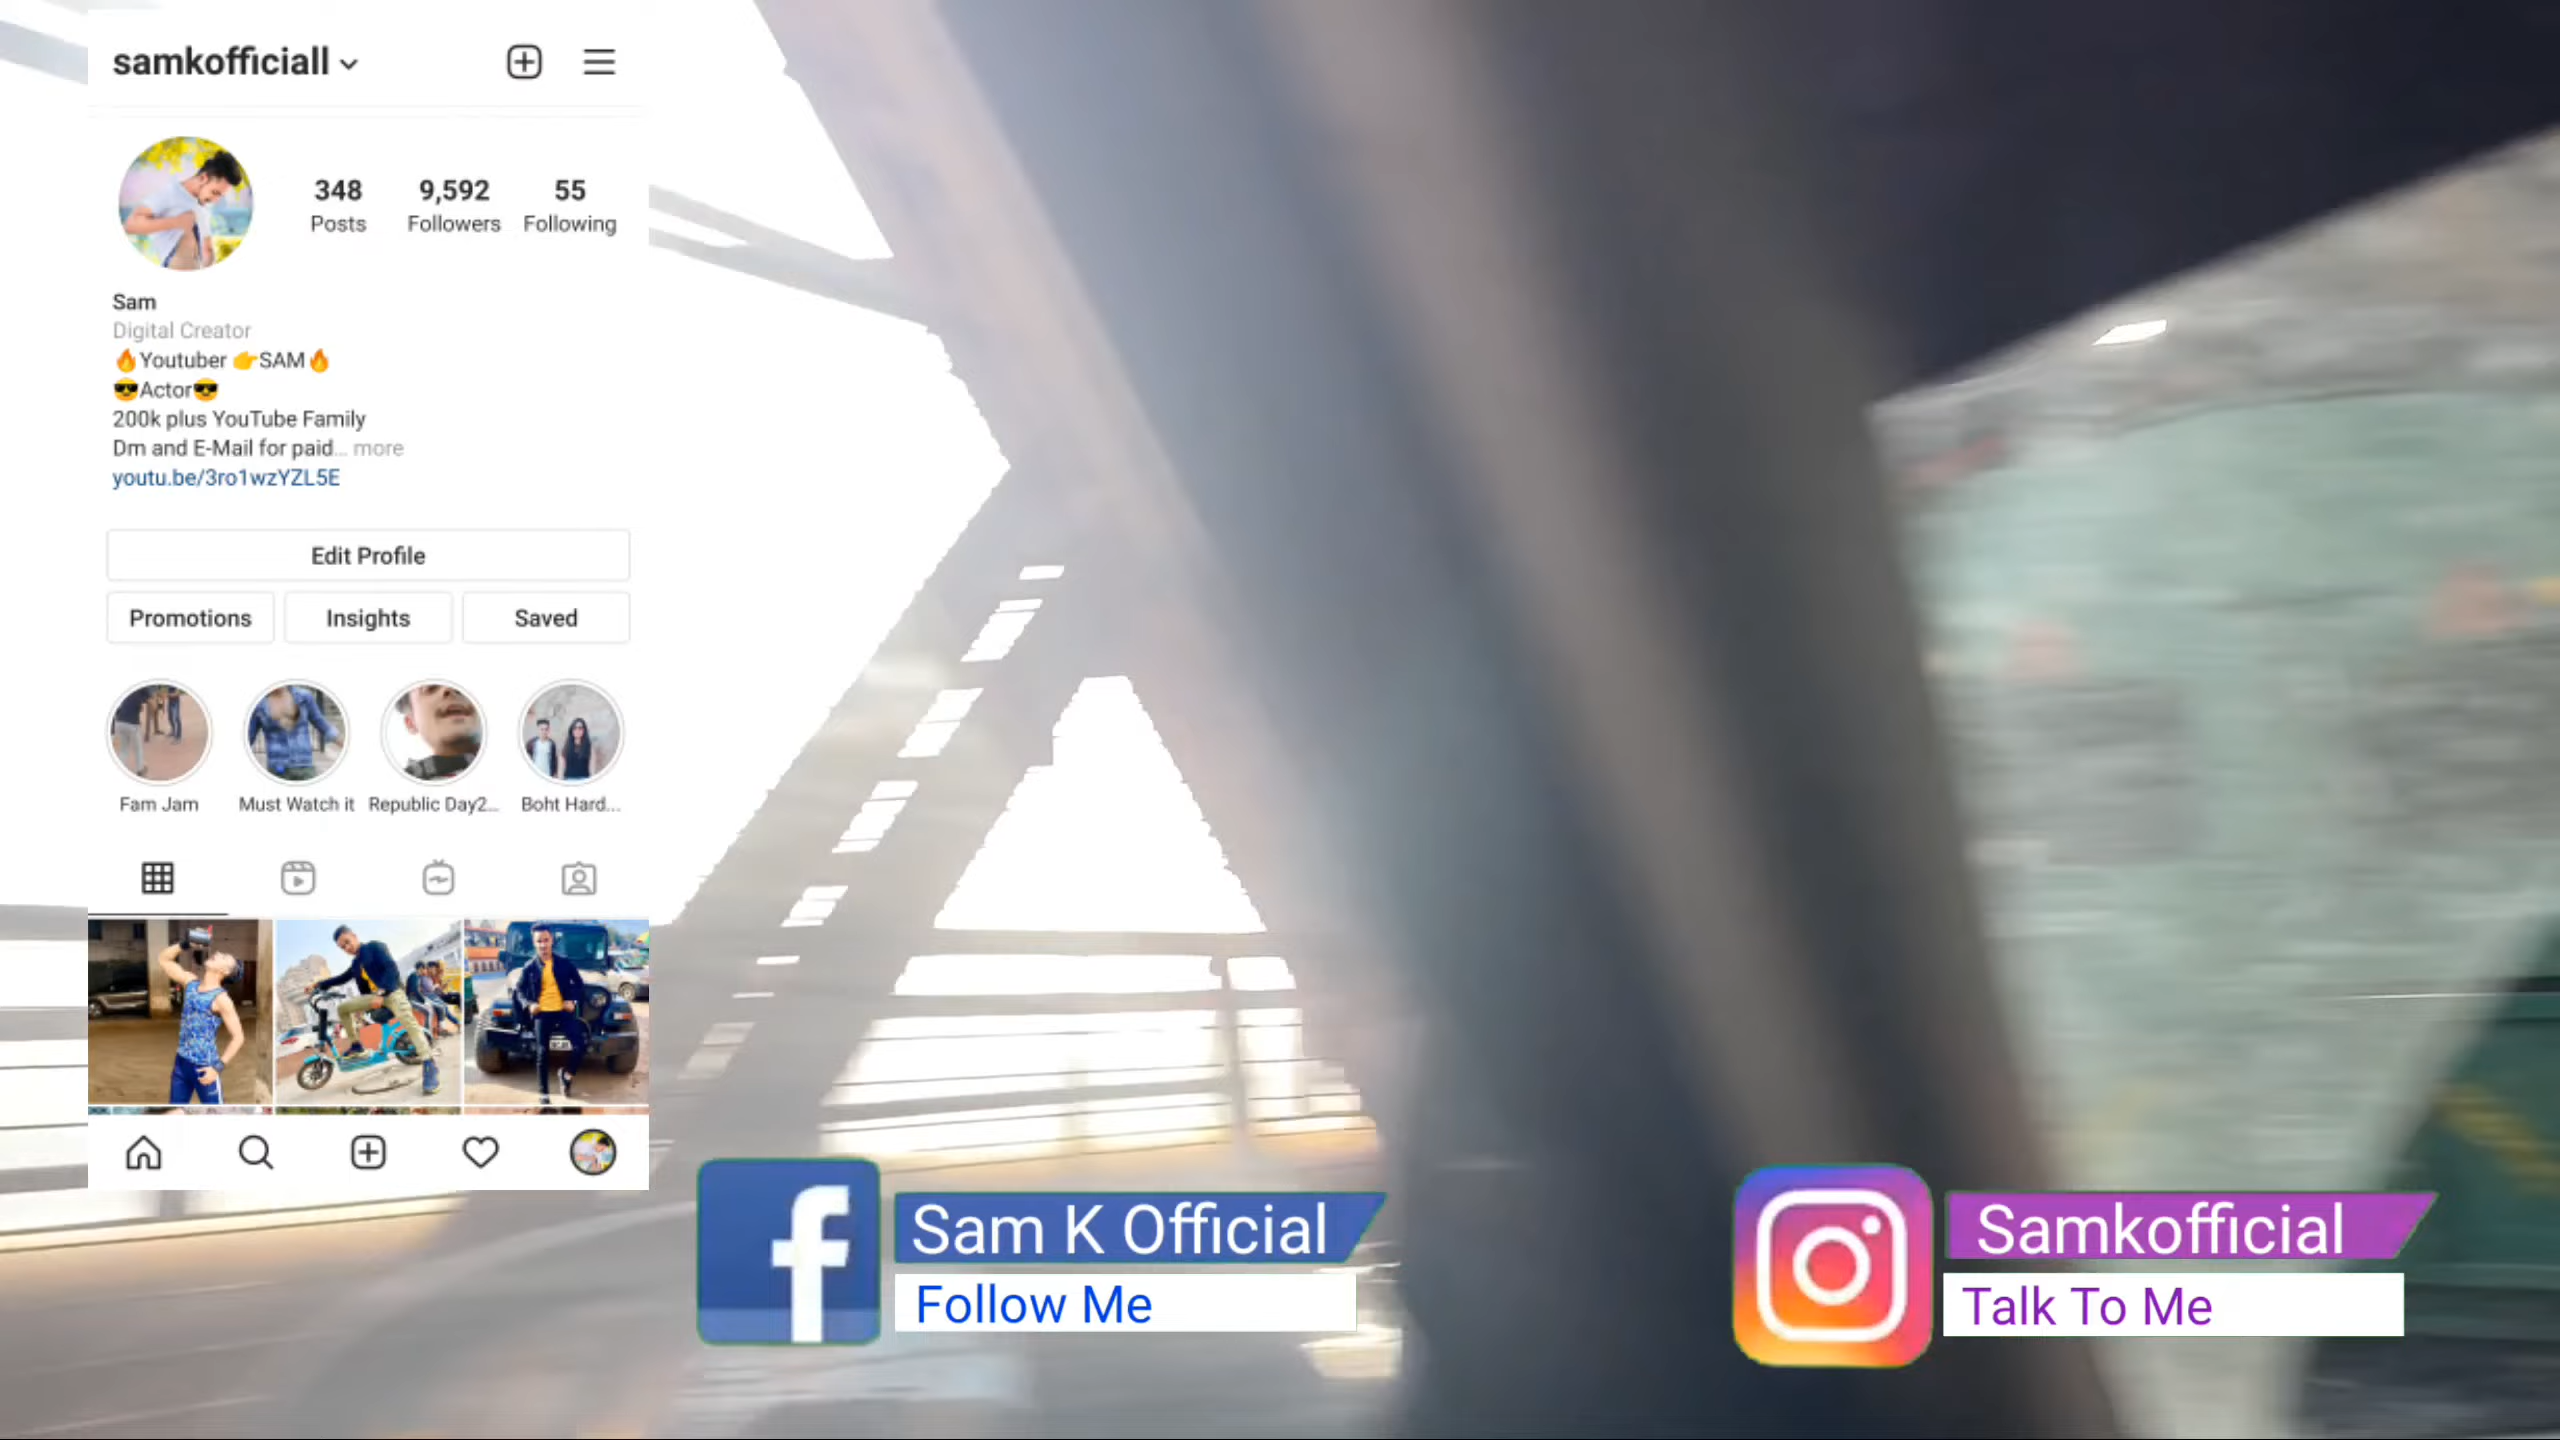 samkofficiall
348 9,592 55
Posts Followers Following
Sam
Digital Creator
🔥Youtuber 👉SAM🔥
😎Actor😎
200k plus YouTube Family
Dm and E-Mail for paid... more
youtu.be/3ro1wzYZL5E
Edit Profile
Promotions Insights Saved
Fam Jam Must Watch it Republic Day2... Boht Hard...
Sam K Official
Follow Me
Samkofficial
Talk To Me